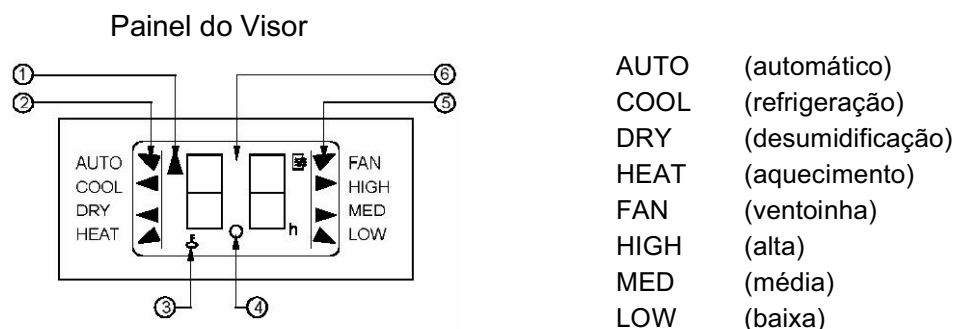 Painel do Visor
1
6
2
5
AUTO
COOL
DRY
HEAT
88
h
FAN
HIGH
MED
LOW
3
4
AUTO (automático)
COOL (refrigeração)
DRY (desumidificação)
HEAT (aquecimento)
FAN (ventoinha)
HIGH (alta)
MED (média)
LOW (baixa)